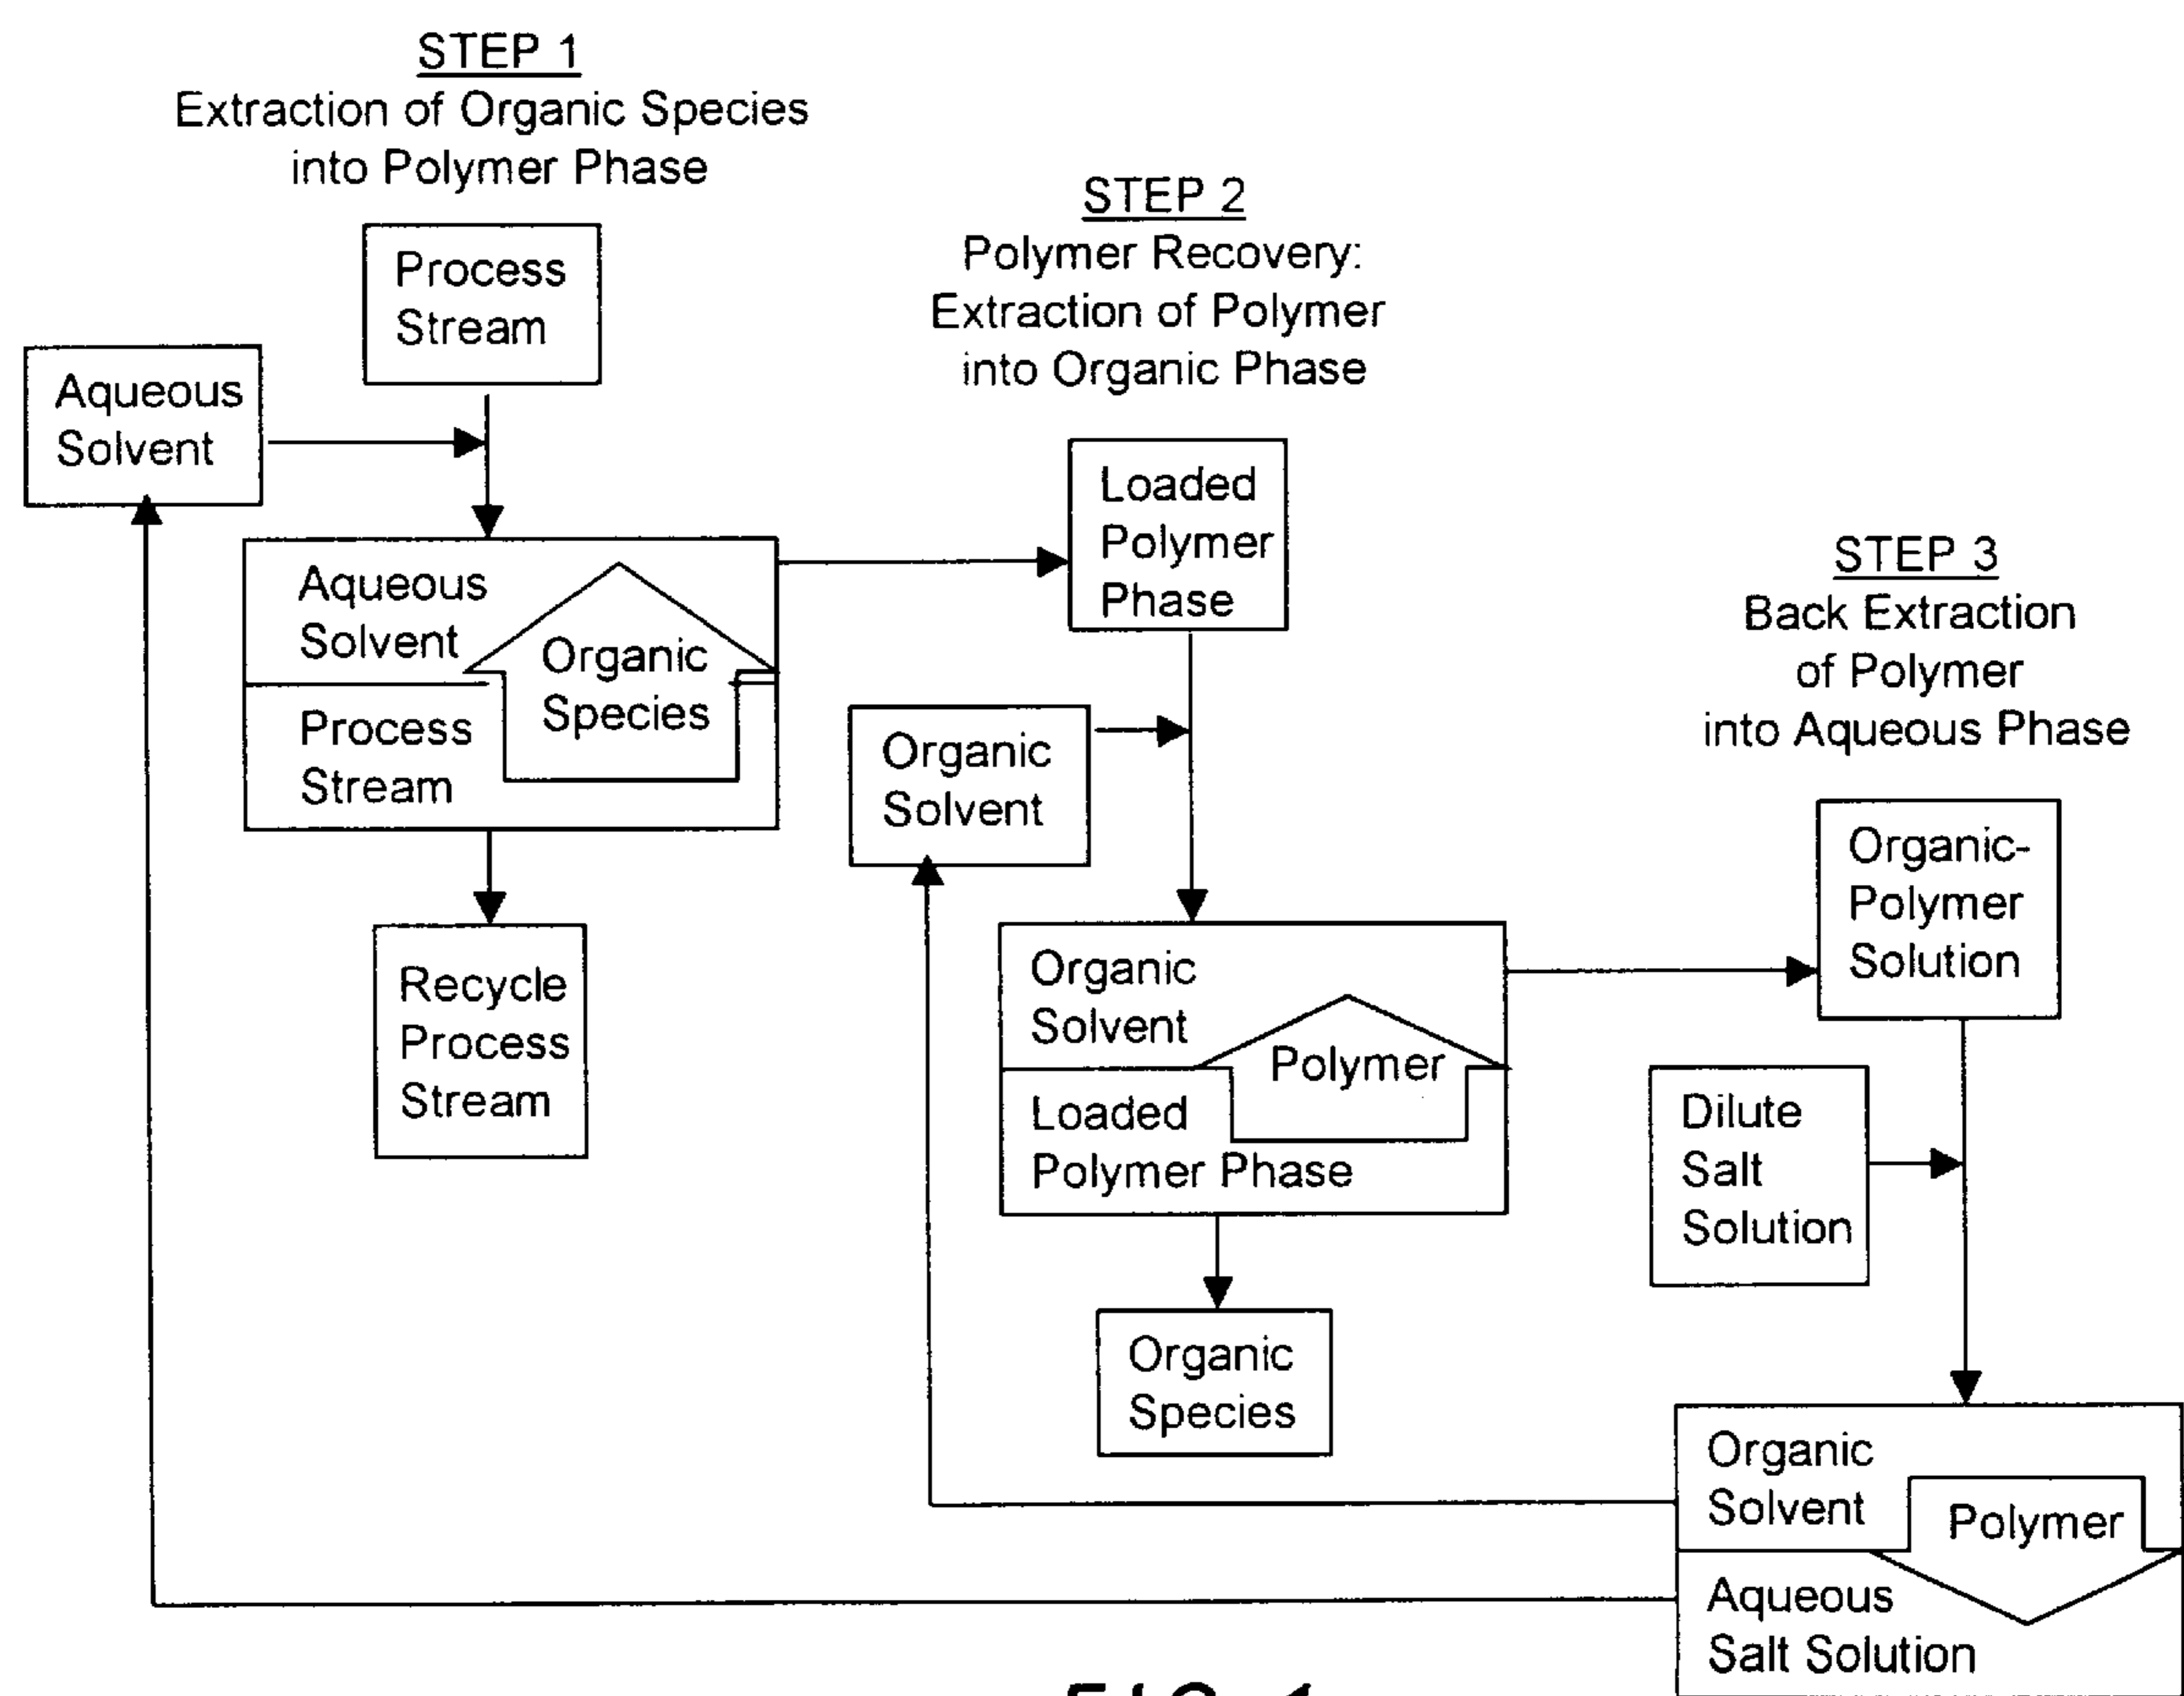 STEP 1
Extraction of Organic Species
into Polymer Phase
Process
Stream
Aqueous
Solvent
Aqueous
Solvent
Organic
Species
Process
Stream
Recycle
Process
Stream
STEP 2
Polymer Recovery:
Extraction of Polymer
into Organic Phase
Loaded
Polymer
Phase
Organic
Solvent
Organic
Solvent
Polymer
Loaded
Polymer Phase
Organic
Species
STEP 3
Back Extraction
of Polymer
into Aqueous Phase
Organic-
Polymer
Solution
Dilute
Salt
Solution
Organic
Solvent
Polymer
Aqueous
Salt Solution
FIG. 1